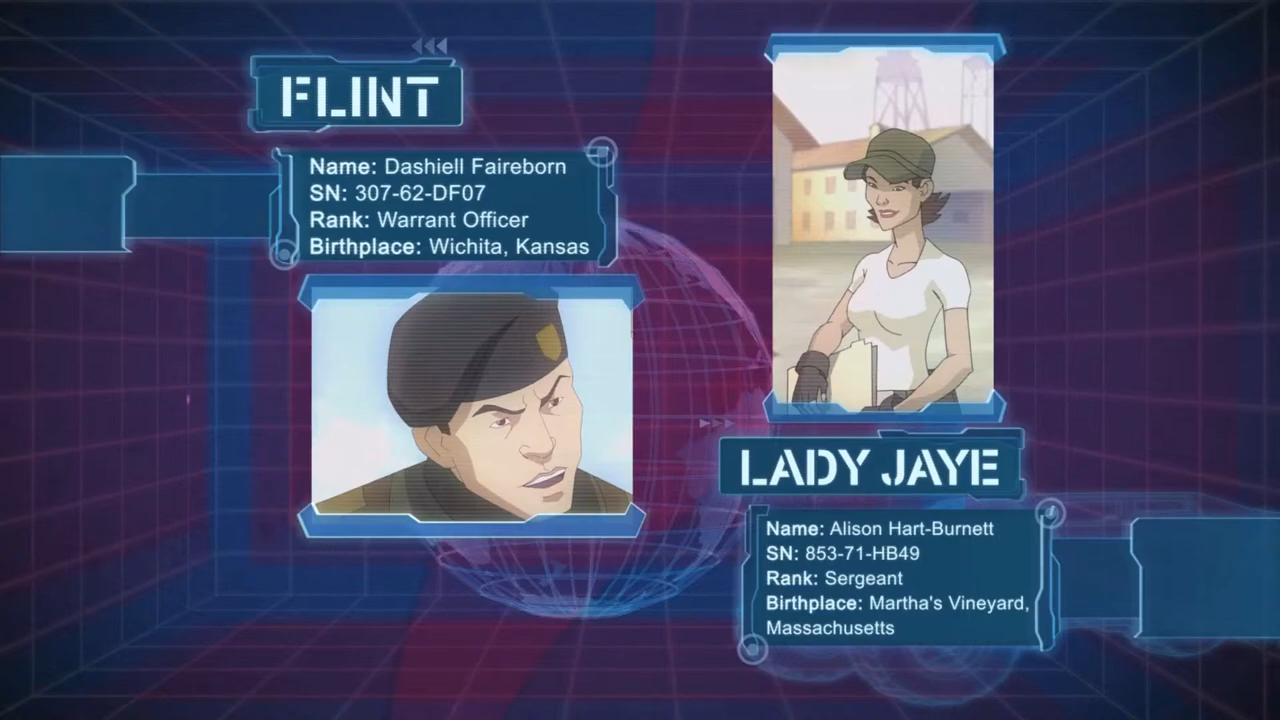 FLINT
Name: Dashiell Faireborn
SN: 307-62-DF07
Rank: Warrant Officer
Birthplace: Wichita, Kansas
LADY JAYE
Name: Alison Hart-Burnett
SN: 853-71-HB49
Rank: Sergeant
Birthplace: Martha's Vineyard,
Massachusetts